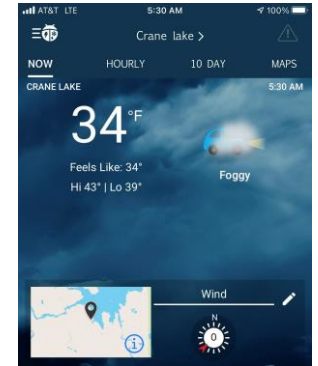 AT&T LTE 5:30 AM 100%
Crane lake >
NOW HOURLY 10 DAY MAPS
CRANE LAKE 5:30 AM
34°F
Feels Like: 34°
Hi 43° | Lo 39°
Foggy
Wind
N
0
i